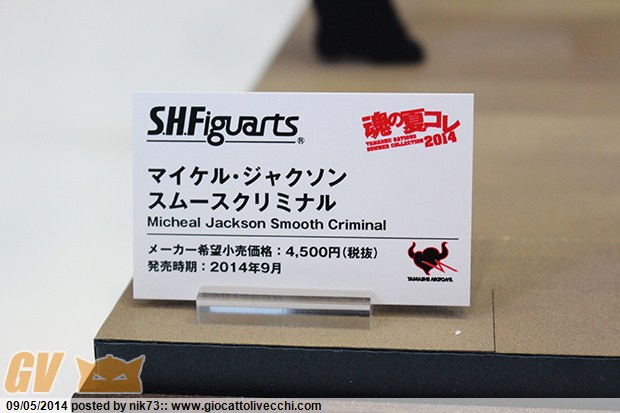 S.H.Figuarts®
魂の夏コレ
TAMASHII NATIONS
SUMMER COLLECTION 2014
マイケル・ジャクソン
スムースクリミナル
Micheal Jackson Smooth Criminal
メーカー希望小売価格：4,500円（税抜）
発売時期：2014年9月
TAMASHII NATIONS
GV
09/05/2014 posted by nik73:: www.giocattolivecchi.com